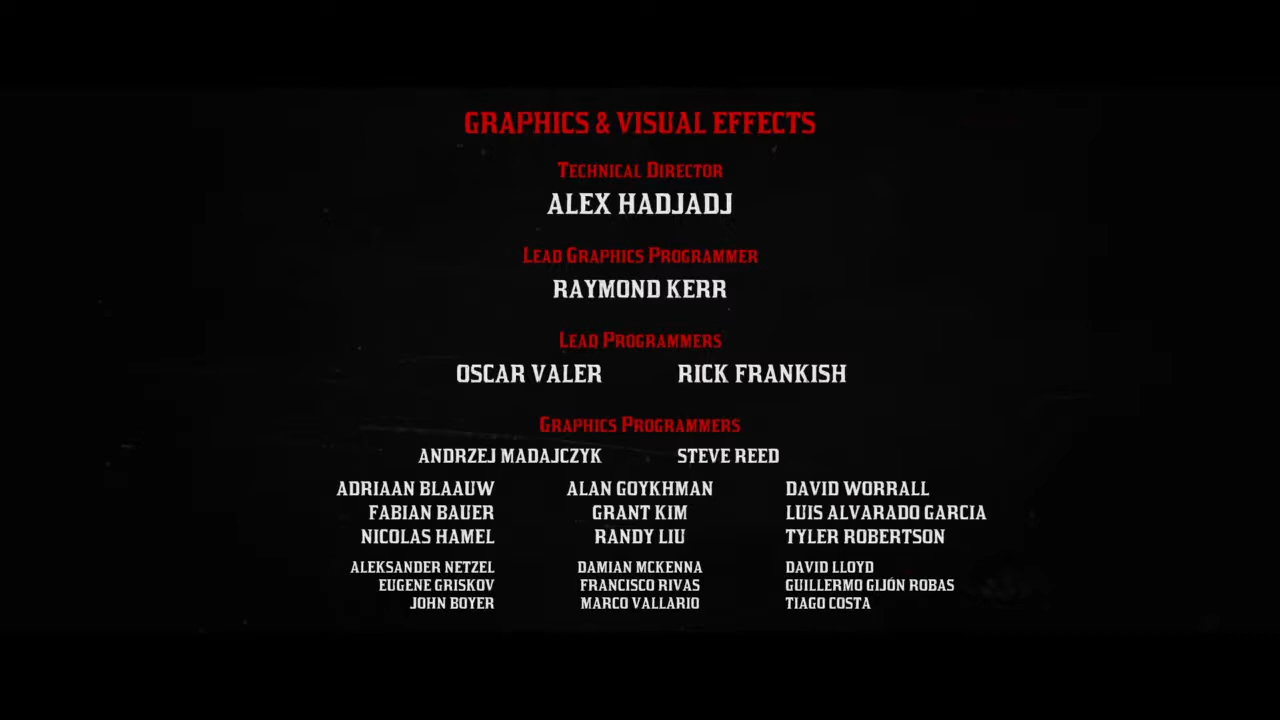 GRAPHICS & VISUAL EFFECTS
TECHNICAL DIRECTOR
ALEX HADJADJ
LEAD GRAPHICS PROGRAMMER
RAYMOND KERR
LEAD PROGRAMMERS
OSCAR VALER RICK FRANKISH
GRAPHICS PROGRAMMERS
ANDRZEJ MADAJCZYK STEVE REED
ADRIAAN BLAAUW ALAN GOYKHMAN DAVID WORRALL
FABIAN BAUER GRANT KIM LUIS ALVARADO GARCIA
NICOLAS HAMEL RANDY LIU TYLER ROBERTSON
ALEKSANDER NETZEL DAMIAN MCKENNA DAVID LLOYD
EUGENE GRISKOV FRANCISCO RIVAS GUILLERMO GIJÓN ROBAS
JOHN BOYER MARCO VALLARIO TIAGO COSTA